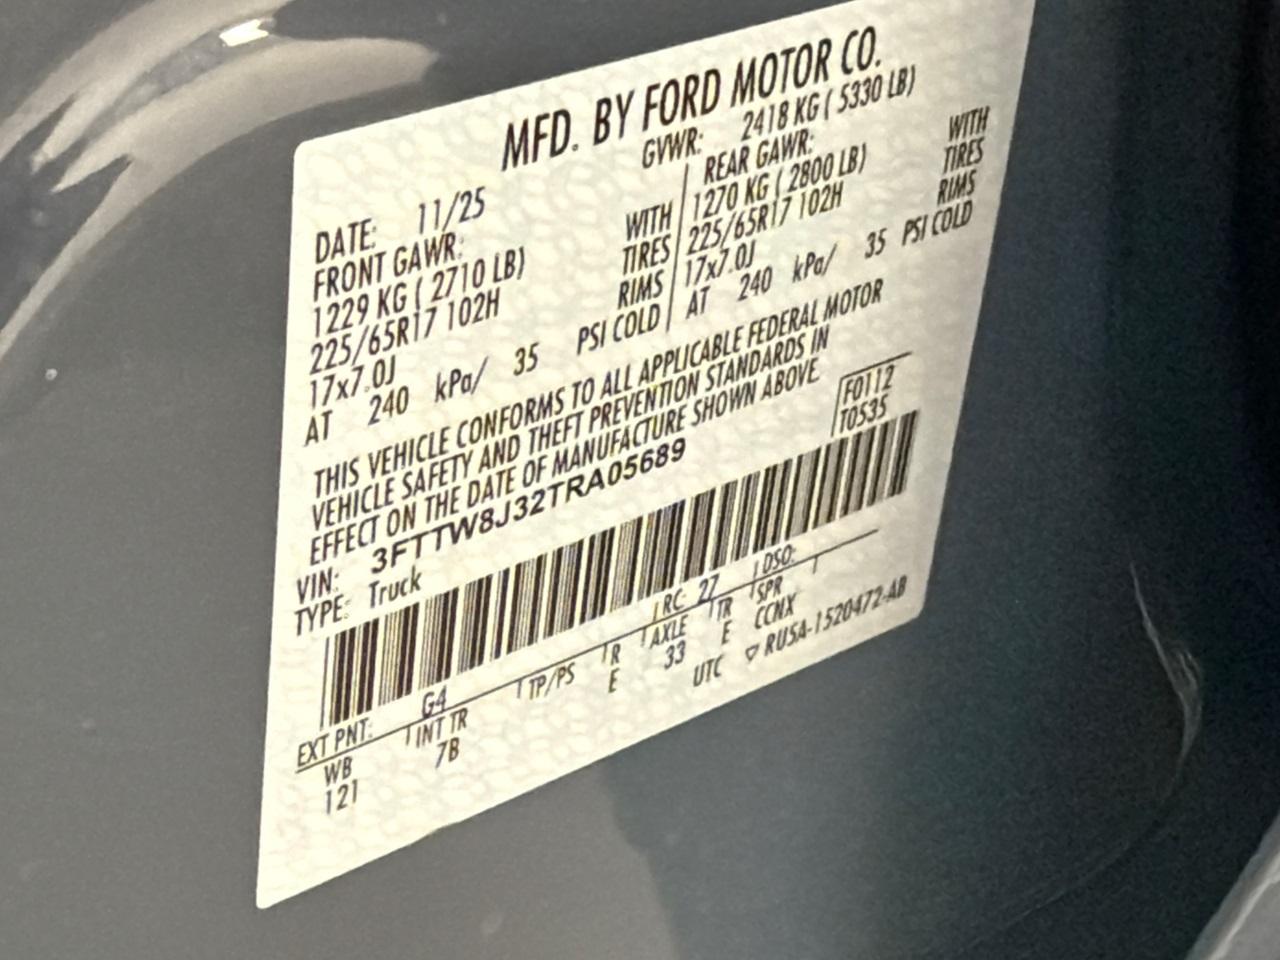 MFD. BY FORD MOTOR CO.
DATE: 11/25 GVWR: 2418 KG ( 5330 LB)
FRONT GAWR: REAR GAWR:
1229 KG ( 2710 LB) WITH 1270 KG ( 2800 LB) WITH
225/65R17 102H TIRES 225/65R17 102H TIRES
17x7.0J RIMS 17x7.0J RIMS
AT 240 kPa/ 35 PSI COLD AT 240 kPa/ 35 PSI COLD
THIS VEHICLE CONFORMS TO ALL APPLICABLE FEDERAL MOTOR
VEHICLE SAFETY AND THEFT PREVENTION STANDARDS IN
EFFECT ON THE DATE OF MANUFACTURE SHOWN ABOVE
VIN: 3FTTW8J32TRA05689 F0112
TYPE: Truck T0535
EXT PNT: G4 RC: 27 DSO:
WB INT TR TP/PS R AXLE TR SPR
121 7B E 33 E CCNX
UTC ▽ RU5A-1520472-AB